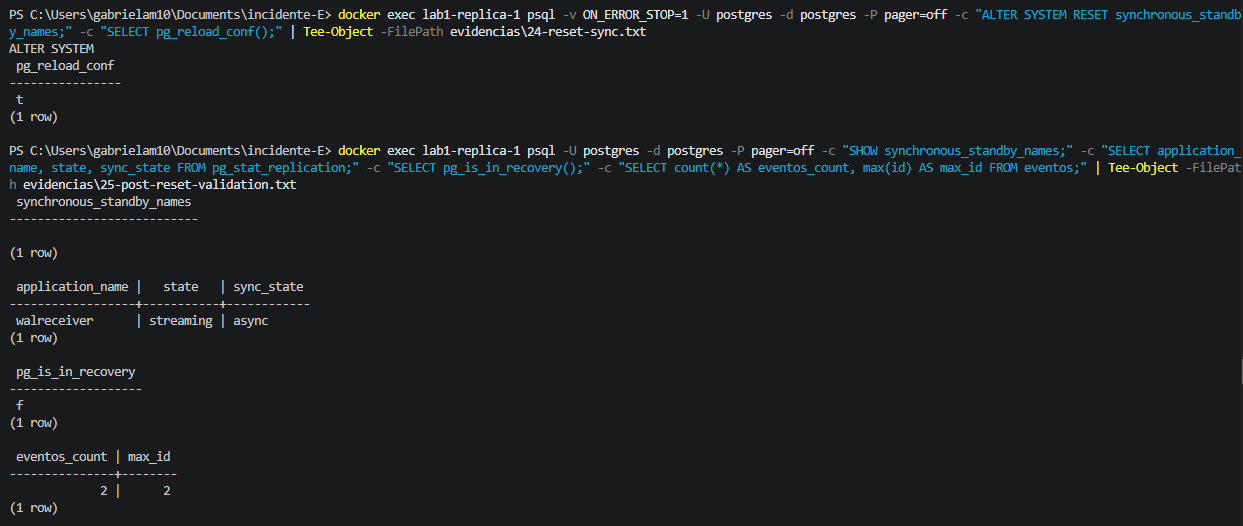 PS C:\Users\gabrielam10\Documents\incidente-E> docker exec lab1-replica-1 psql -v ON_ERROR_STOP=1 -U postgres -d postgres -P pager=off -c "ALTER SYSTEM RESET synchronous_standb
y_names;" -c "SELECT pg_reload_conf();" | Tee-Object -FilePath evidencias\24-reset-sync.txt
ALTER SYSTEM
 pg_reload_conf
----------------
 t
(1 row)

PS C:\Users\gabrielam10\Documents\incidente-E> docker exec lab1-replica-1 psql -U postgres -d postgres -P pager=off -c "SHOW synchronous_standby_names;" -c "SELECT application_
name, state, sync_state FROM pg_stat_replication;" -c "SELECT pg_is_in_recovery();" -c "SELECT count(*) AS eventos_count, max(id) AS max_id FROM eventos;" | Tee-Object -FilePat
h evidencias\25-post-reset-validation.txt
 synchronous_standby_names
---------------------------

(1 row)

 application_name |   state   | sync_state
------------------+-----------+------------
 walreceiver      | streaming | async
(1 row)

 pg_is_in_recovery
-------------------
 f
(1 row)

 eventos_count | max_id
---------------+--------
             2 |      2
(1 row)